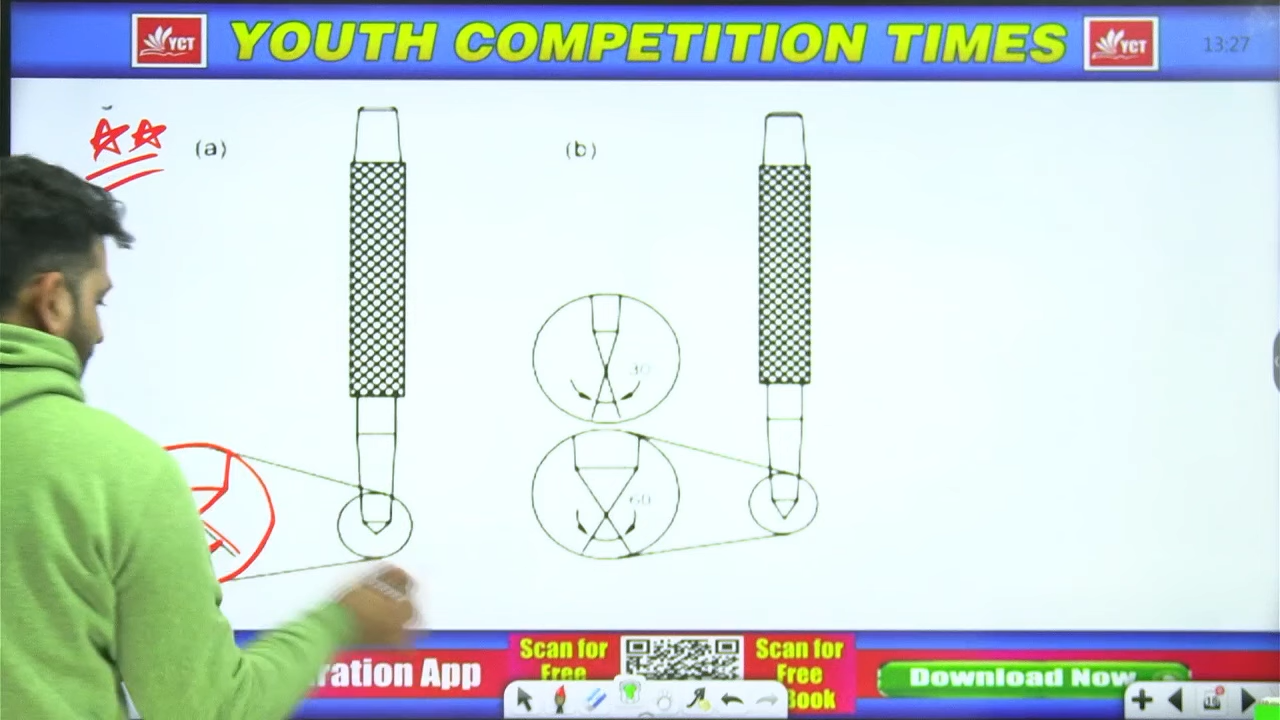 YCT
YOUTH COMPETITION TIMES
YCT
13:27
(a)
(b)
30
60
ration App
Scan for
Free
Scan for
Free
Book
Download Now